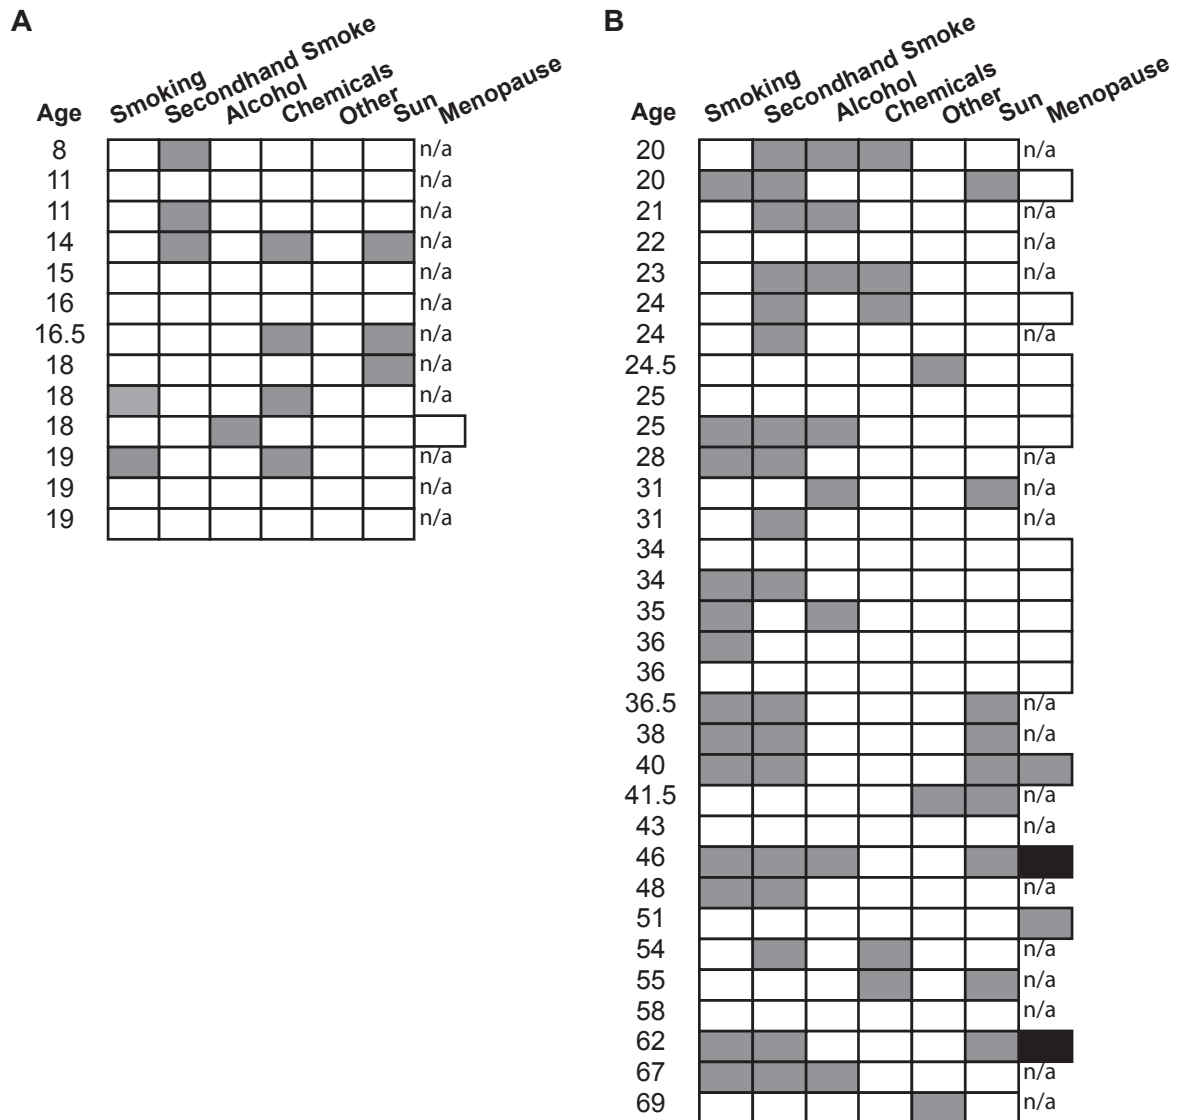 A
Age Smoking Secondhand Smoke Alcohol Chemicals Other Sun Menopause
8 n/a
11 n/a
11 n/a
14 n/a
15 n/a
16 n/a
16.5 n/a
18 n/a
18 n/a
18
19 n/a
19 n/a
19 n/a
B
Age Smoking Secondhand Smoke Alcohol Chemicals Other Sun Menopause
20 n/a
20
21 n/a
22 n/a
23 n/a
24
24 n/a
24.5
25
25
28 n/a
31 n/a
31 n/a
34
34
35
36
36
36.5 n/a
38 n/a
40
41.5 n/a
43 n/a
46
48 n/a
51
54 n/a
55 n/a
58 n/a
62
67 n/a
69 n/a